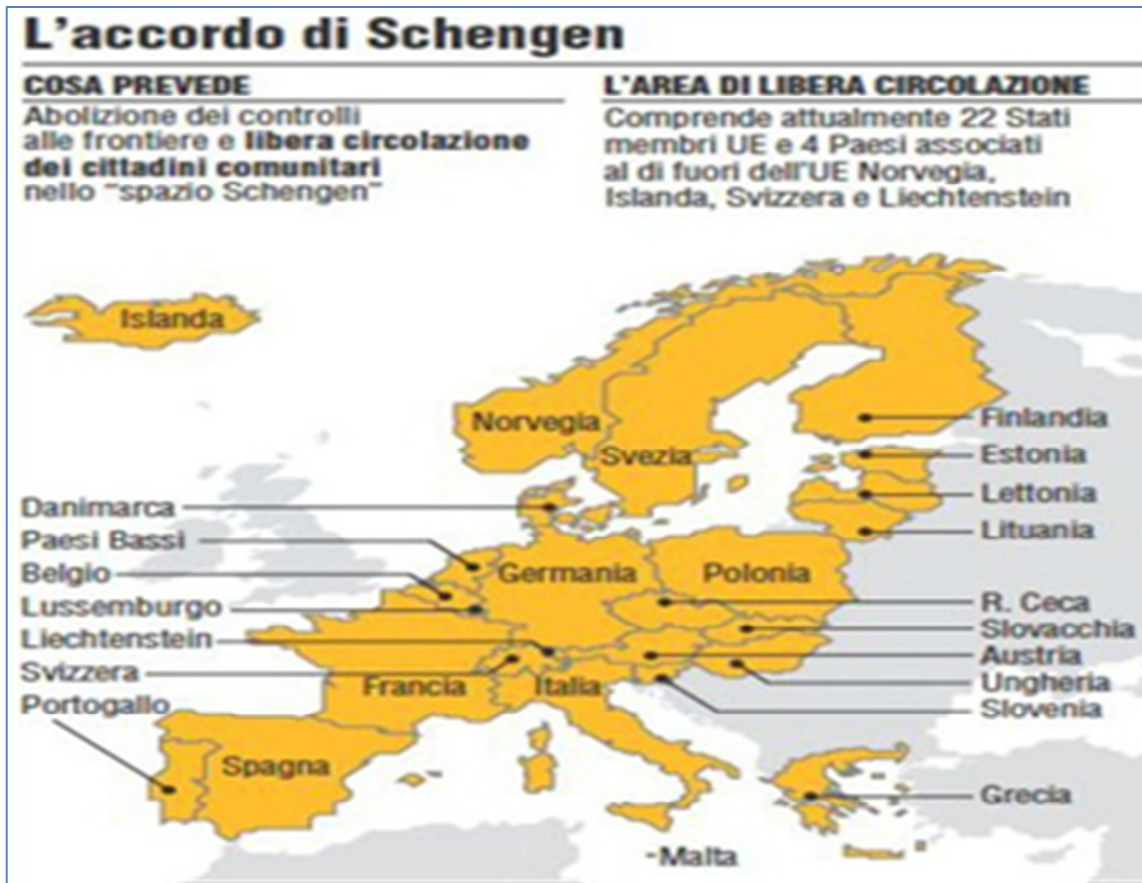 L'accordo di Schengen
COSA PREVEDE
Abolizione dei controlli
alle frontiere e libera circolazione
dei cittadini comunitari
nello "spazio Schengen"
L'AREA DI LIBERA CIRCOLAZIONE
Comprende attualmente 22 Stati
membri UE e 4 Paesi associati
al di fuori dell'UE Norvegia,
Islanda, Svizzera e Liechtenstein
Islanda
Norvegia
Svezia
Finlandia
Estonia
Lettonia
Lituania
Danimarca
Paesi Bassi
Belgio
Lussemburgo
Liechtenstein
Svizzera
Portogallo
Germania
Polonia
R. Ceca
Slovacchia
Austria
Ungheria
Slovenia
Francia
Italia
Spagna
Grecia
-Malta